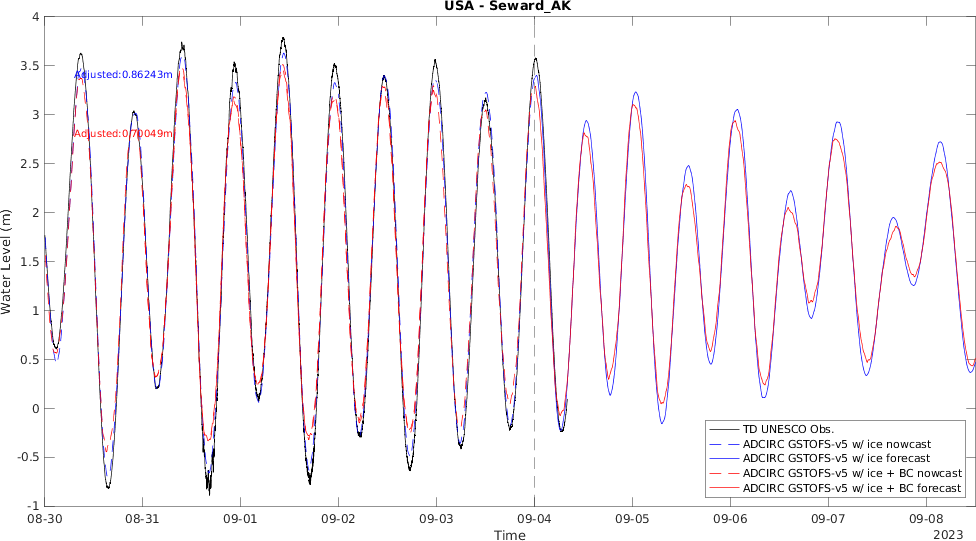 USA - Seward_AK
4
3.5
3
2.5
2
1.5
1
0.5
0
-0.5
-1
Water Level (m)
Adjusted:0.86243m
Adjusted:0.70049m
TD UNESCO Obs.
ADCIRC GSTOFS-v5 w/ ice nowcast
ADCIRC GSTOFS-v5 w/ ice forecast
ADCIRC GSTOFS-v5 w/ ice + BC nowcast
ADCIRC GSTOFS-v5 w/ ice + BC forecast
08-30 08-31 09-01 09-02 09-03 09-04 09-05 09-06 09-07 09-08
Time
2023